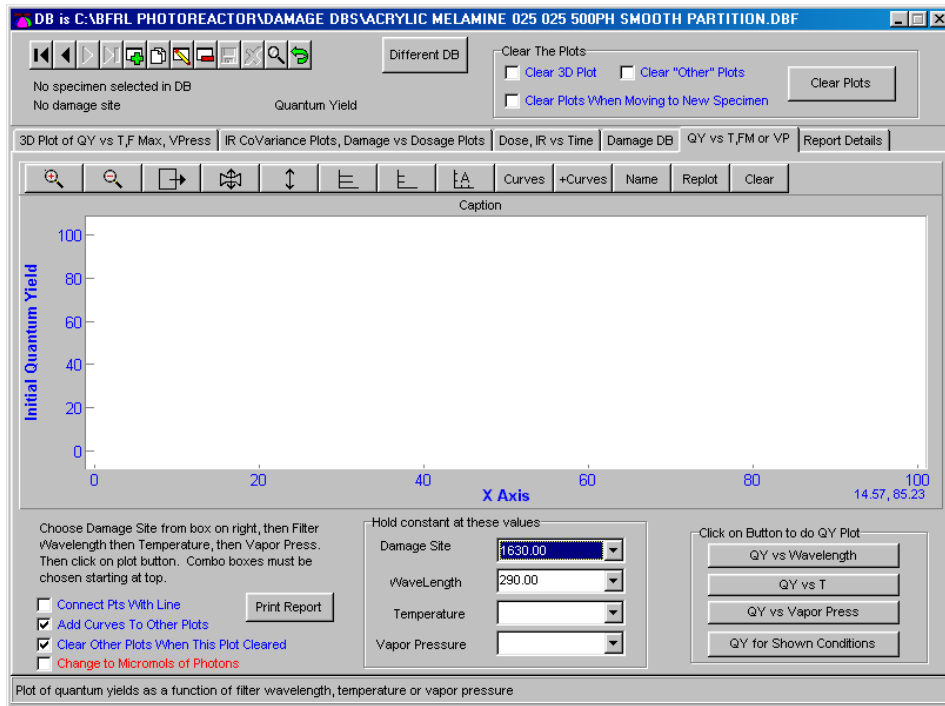 DB is C:\BFRL PHOTOREACTOR\DAMAGE DBS\ACRYLIC MELAMINE 025 025 500PH SMOOTH PARTITION.DBF
Different DB
Clear The Plots
Clear 3D Plot
Clear "Other" Plots
Clear Plots When Moving to New Specimen
Clear Plots
No specimen selected in DB
No damage site
Quantum Yield
3D Plot of QY vs T,F Max, VPress
IR CoVariance Plots, Damage vs Dosage Plots
Dose, IR vs Time
Damage DB
QY vs T,FM or VP
Report Details
Curves
+Curves
Name
Replot
Clear
Caption
Initial Quantum Yield
100
80
60
40
20
0
0 20 40 60 80 100
X Axis
14.57, 85.23
Choose Damage Site from box on right, then Filter
Wavelength then Temperature, then Vapor Press.
Then click on plot button. Combo boxes must be
chosen starting at top.
Connect Pts With Line
Add Curves To Other Plots
Clear Other Plots When This Plot Cleared
Change to Micromols of Photons
Print Report
Hold constant at these values
Damage Site 1630.00
WaveLength 290.00
Temperature
Vapor Pressure
Click on Button to do QY Plot
QY vs Wavelength
QY vs T
QY vs Vapor Press
QY for Shown Conditions
Plot of quantum yields as a function of filter wavelength, temperature or vapor pressure